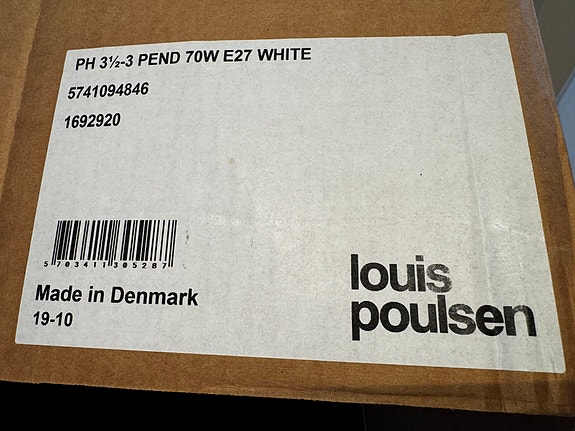 PH 3½-3 PEND 70W E27 WHITE
5741094846
1692920
5 703411 305287
Made in Denmark
19-10
louis
poulsen